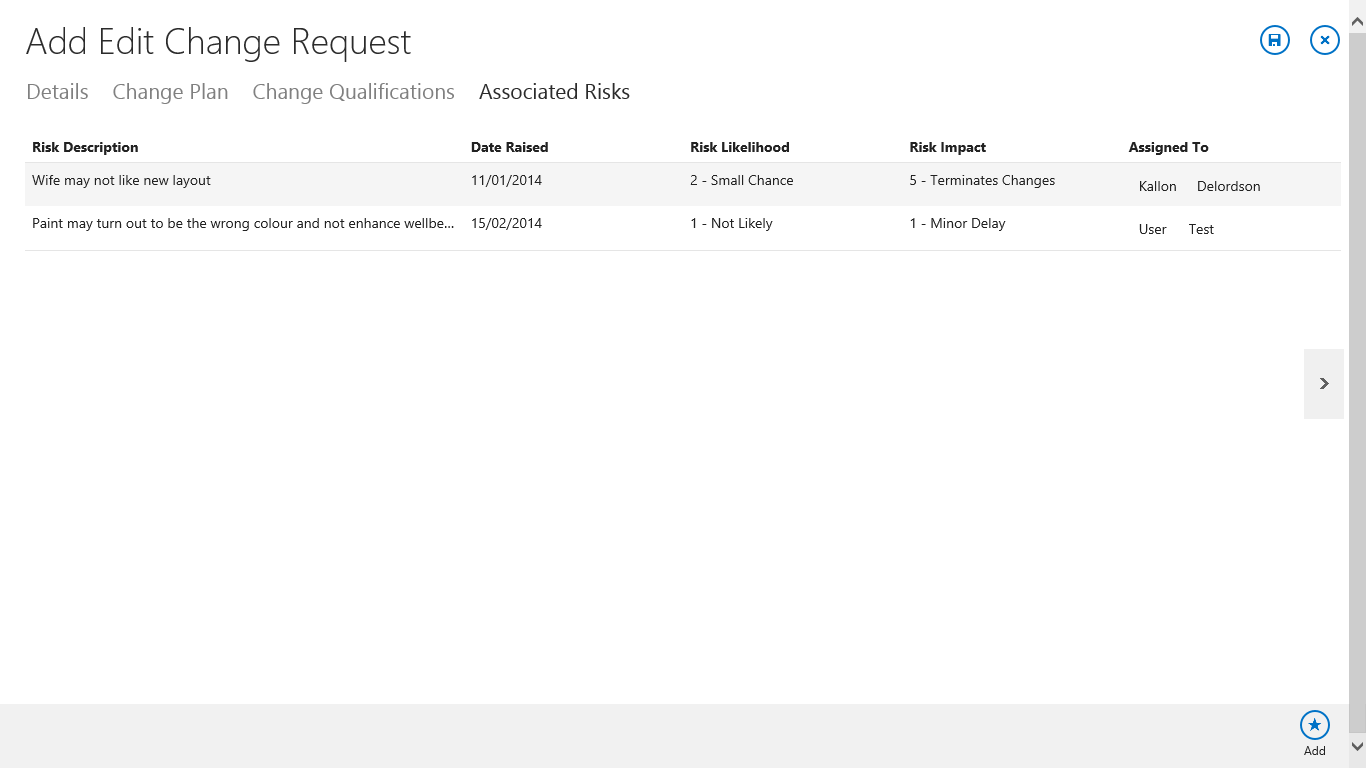 Add Edit Change Request
Details Change Plan Change Qualifications Associated Risks
Risk Description Date Raised Risk Likelihood Risk Impact Assigned To
Wife may not like new layout 11/01/2014 2 - Small Chance 5 - Terminates Changes Kallon Delordson
Paint may turn out to be the wrong colour and not enhance wellbe... 15/02/2014 1 - Not Likely 1 - Minor Delay User Test
Add